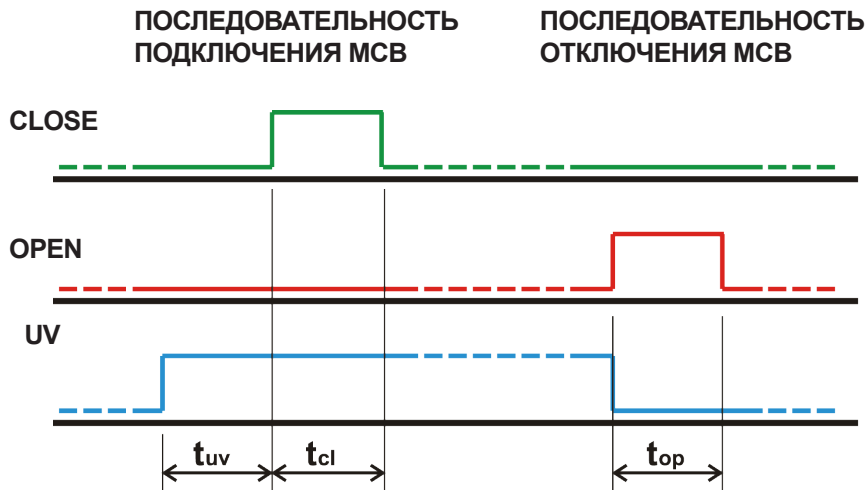 ПОСЛЕДОВАТЕЛЬНОСТЬ
ПОДКЛЮЧЕНИЯ МСВ
ПОСЛЕДОВАТЕЛЬНОСТЬ
ОТКЛЮЧЕНИЯ МСВ
CLOSE
OPEN
UV
tuv
tcl
top